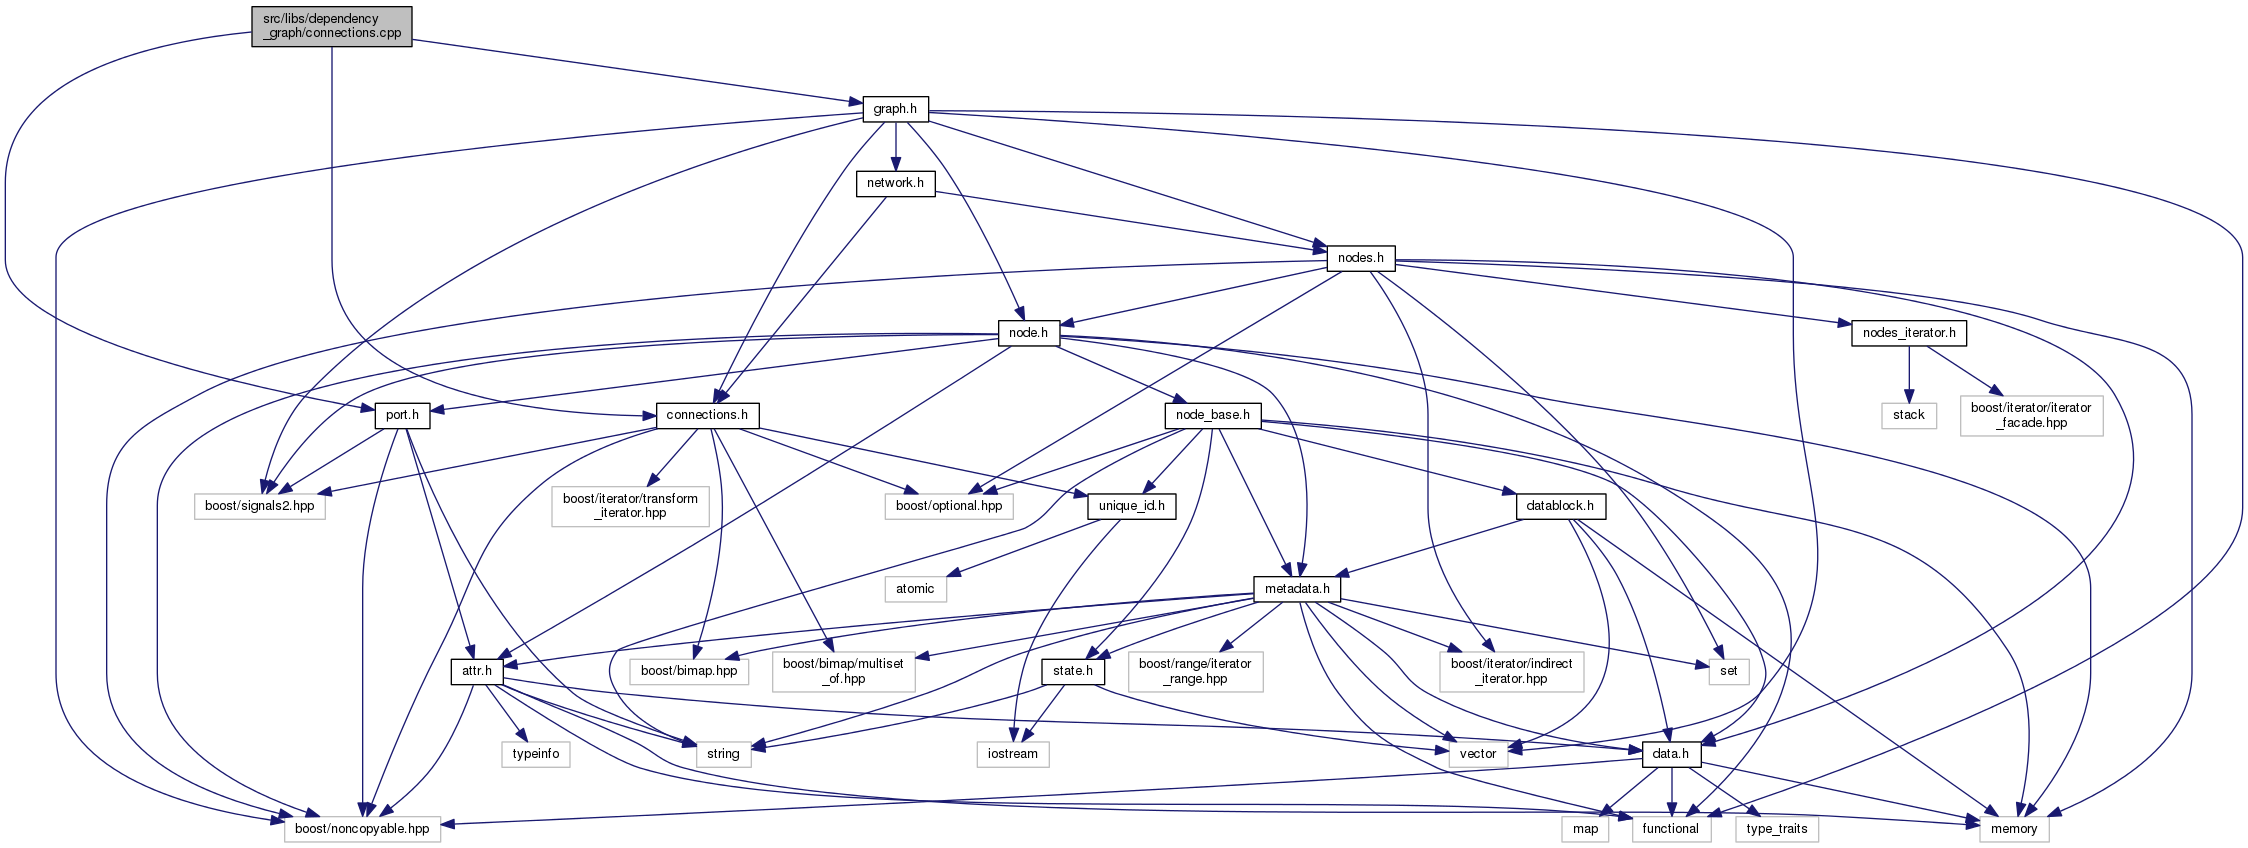 src/libs/dependency
_graph/connections.cpp
graph.h
network.h
nodes.h
node.h
nodes_iterator.h
port.h
connections.h
node_base.h
stack
boost/iterator/iterator
_facade.hpp
boost/signals2.hpp
boost/iterator/transform
_iterator.hpp
boost/optional.hpp
unique_id.h
datablock.h
atomic
metadata.h
attr.h
boost/bimap.hpp
boost/bimap/multiset
_of.hpp
state.h
boost/range/iterator
_range.hpp
boost/iterator/indirect
_iterator.hpp
set
typeinfo
string
iostream
vector
data.h
boost/noncopyable.hpp
map
functional
type_traits
memory